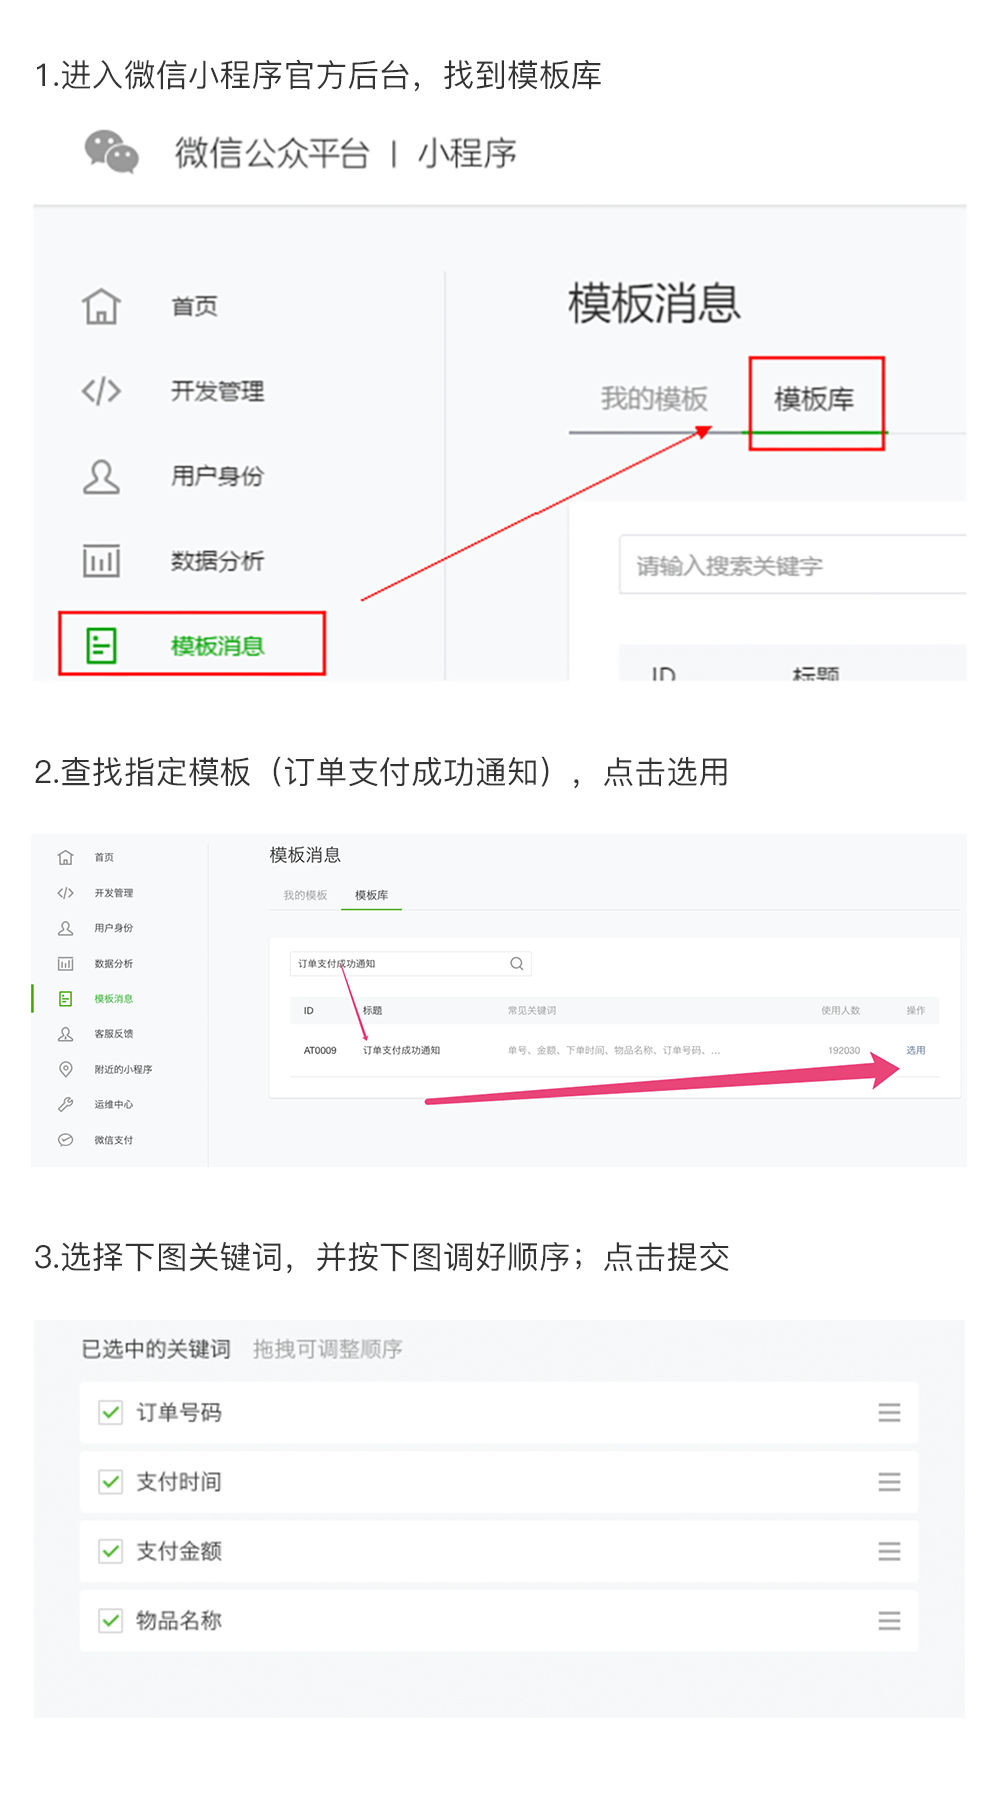 1.进入微信小程序官方后台，找到模板库
微信公众平台 | 小程序
首页
开发管理
用户身份
数据分析
模板消息
模板消息
我的模板 模板库
请输入搜索关键字
ID 标题
2.查找指定模板（订单支付成功通知），点击选用
首页
开发管理
用户身份
数据分析
模板消息
客服反馈
附近的小程序
运维中心
微信支付
模板消息
我的模板 模板库
订单支付成功通知
ID 标题 常见关键词 使用人数 操作
AT0009 订单支付成功通知 单号、金额、下单时间、物品名称、订单号码、... 192030 选用
3.选择下图关键词，并按下图调好顺序；点击提交
已选中的关键词 拖拽可调整顺序
订单号码
支付时间
支付金额
物品名称